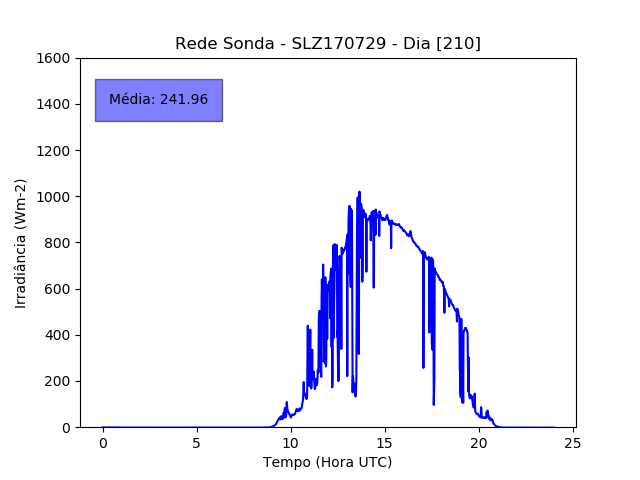 Rede Sonda - SLZ170729 - Dia [210]
1600
1400
1200
1000
800
600
400
200
0
Irradiância (Wm-2)
Média: 241.96
0 5 10 15 20 25
Tempo (Hora UTC)